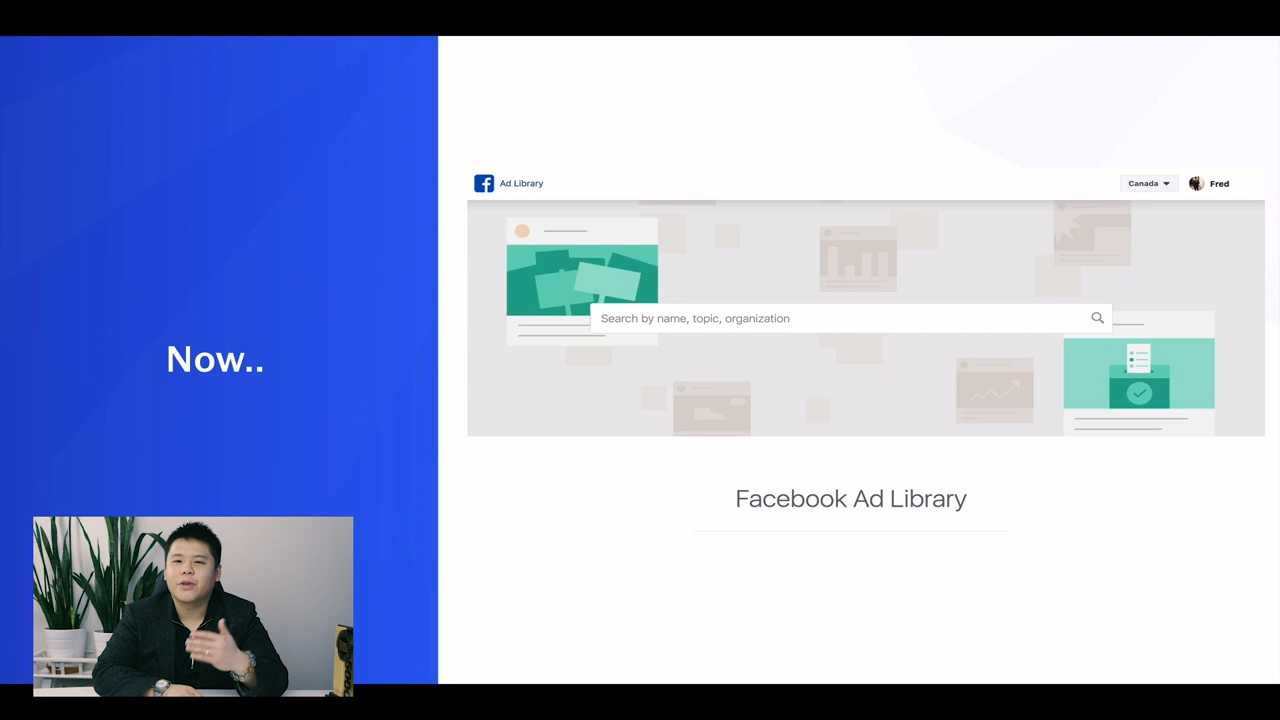 Now..
Ad Library
Canada
Fred
Search by name, topic, organization
Facebook Ad Library